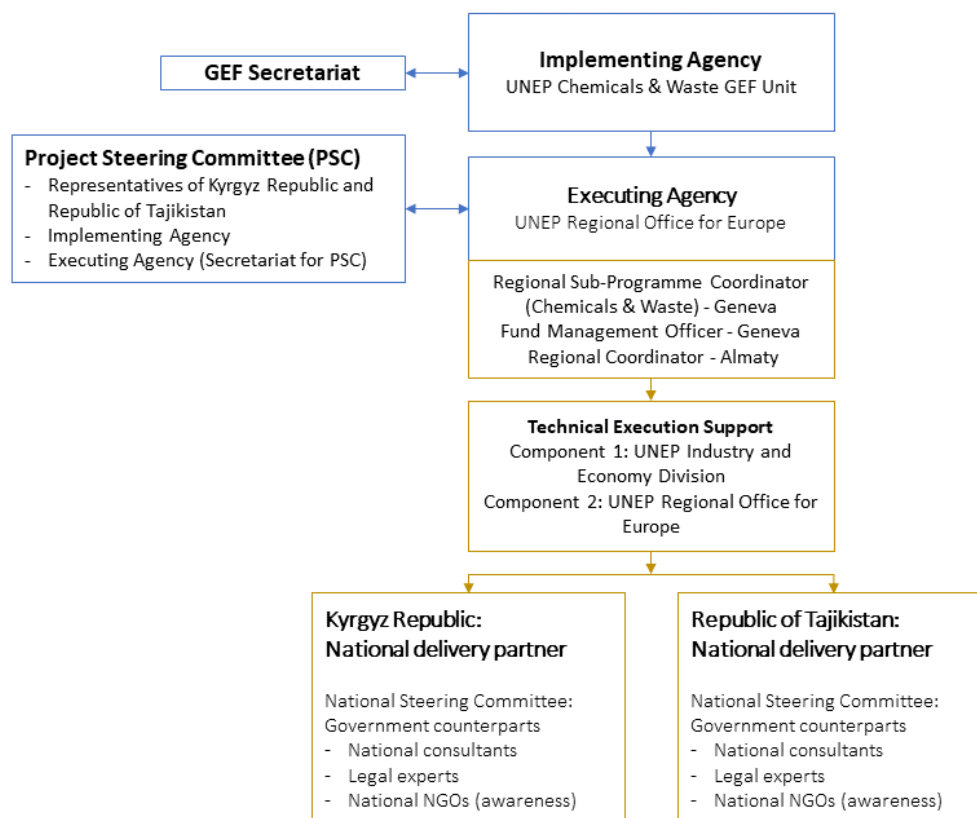 GEF Secretariat
Implementing Agency
UNEP Chemicals & Waste GEF Unit
Project Steering Committee (PSC)
- Representatives of Kyrgyz Republic and
Republic of Tajikistan
- Implementing Agency
- Executing Agency (Secretariat for PSC)
Executing Agency
UNEP Regional Office for Europe
Regional Sub-Programme Coordinator
(Chemicals & Waste) - Geneva
Fund Management Officer - Geneva
Regional Coordinator - Almaty
Technical Execution Support
Component 1: UNEP Industry and
Economy Division
Component 2: UNEP Regional Office for
Europe
Kyrgyz Republic:
National delivery partner
National Steering Committee:
Government counterparts
- National consultants
- Legal experts
- National NGOs (awareness)
Republic of Tajikistan:
National delivery partner
National Steering Committee:
Government counterparts
- National consultants
- Legal experts
- National NGOs (awareness)